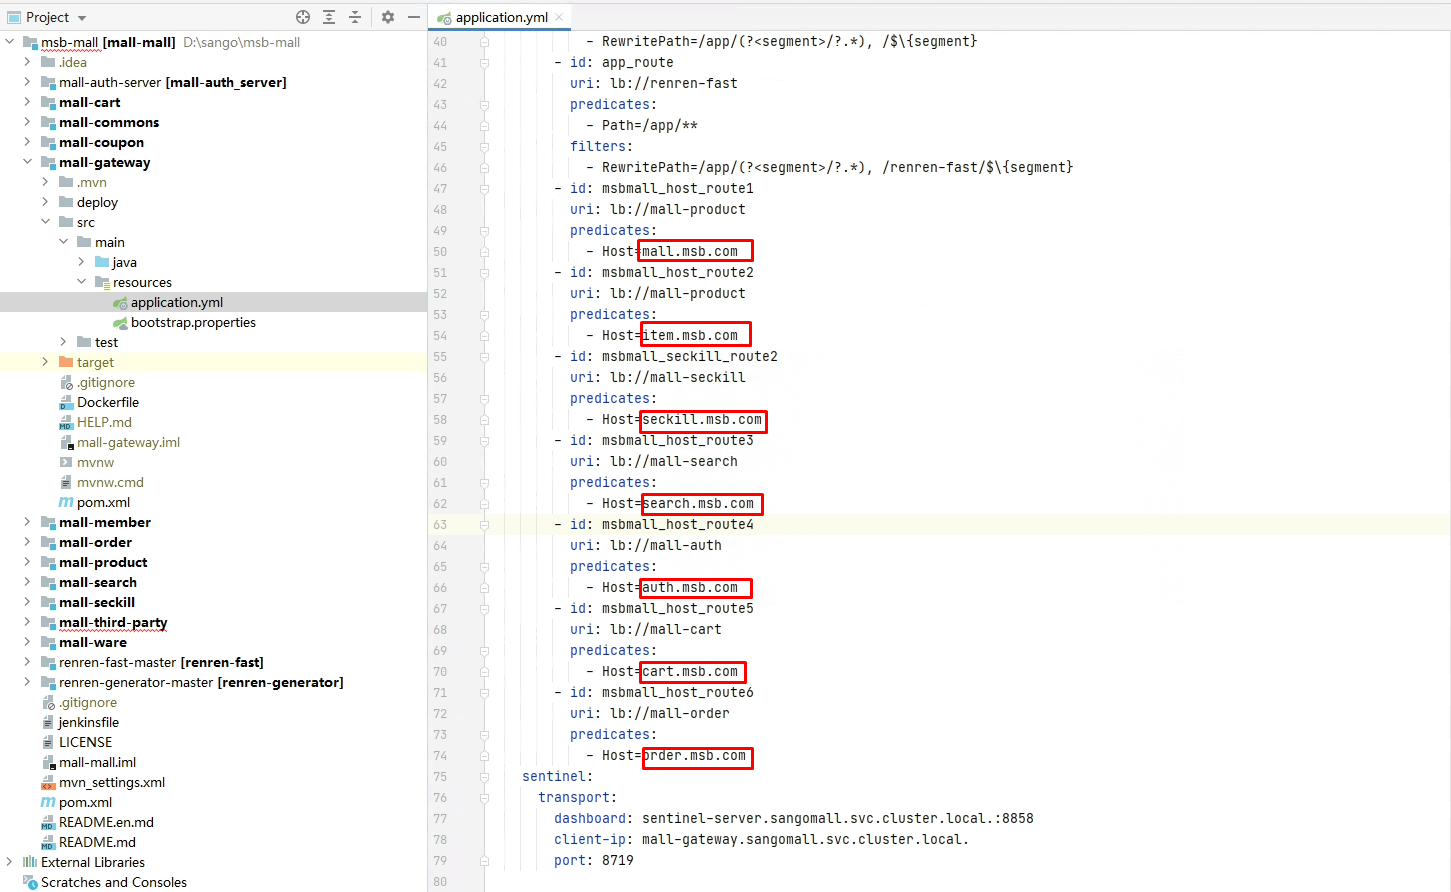 Project
msb-mall [mall-mall] D:\sango\msb-mall
.idea
mall-auth-server [mall-auth_server]
mall-cart
mall-commons
mall-coupon
mall-gateway
.mvn
deploy
src
main
java
resources
application.yml
bootstrap.properties
test
target
.gitignore
Dockerfile
HELP.md
mall-gateway.iml
mvnw
mvnw.cmd
pom.xml
mall-member
mall-order
mall-product
mall-search
mall-seckill
mall-third-party
mall-ware
renren-fast-master [renren-fast]
renren-generator-master [renren-generator]
.gitignore
jenkinsfile
LICENSE
mall-mall.iml
mvn_settings.xml
pom.xml
README.en.md
README.md
External Libraries
Scratches and Consoles
application.yml
40 - RewritePath=/app/(?<segment>/?.*), /$\{segment}
41 - id: app_route
42 uri: lb://renren-fast
43 predicates:
44 - Path=/app/**
45 filters:
46 - RewritePath=/app/(?<segment>/?.*), /renren-fast/$\{segment}
47 - id: msbmall_host_route1
48 uri: lb://mall-product
49 predicates:
50 - Host=mall.msb.com
51 - id: msbmall_host_route2
52 uri: lb://mall-product
53 predicates:
54 - Host=item.msb.com
55 - id: msbmall_seckill_route2
56 uri: lb://mall-seckill
57 predicates:
58 - Host=seckill.msb.com
59 - id: msbmall_host_route3
60 uri: lb://mall-search
61 predicates:
62 - Host=search.msb.com
63 - id: msbmall_host_route4
64 uri: lb://mall-auth
65 predicates:
66 - Host=auth.msb.com
67 - id: msbmall_host_route5
68 uri: lb://mall-cart
69 predicates:
70 - Host=cart.msb.com
71 - id: msbmall_host_route6
72 uri: lb://mall-order
73 predicates:
74 - Host=order.msb.com
75 sentinel:
76 transport:
77 dashboard: sentinel-server.sangomall.svc.cluster.local.:8858
78 client-ip: mall-gateway.sangomall.svc.cluster.local.
79 port: 8719
80